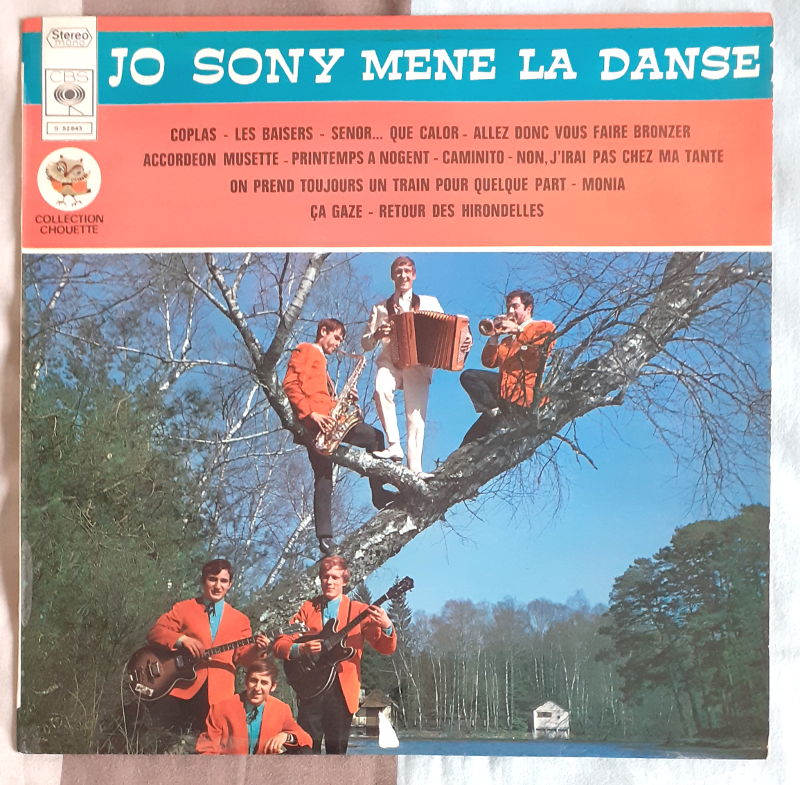 Stereo
mono
JO SONY MENE LA DANSE
CBS
S 52843
COPLAS - LES BAISERS - SENOR... QUE CALOR - ALLEZ DONC VOUS FAIRE BRONZER
ACCORDEON MUSETTE - PRINTEMPS A NOGENT - CAMINITO - NON, J'IRAI PAS CHEZ MA TANTE
ON PREND TOUJOURS UN TRAIN POUR QUELQUE PART - MONIA
ÇA GAZE - RETOUR DES HIRONDELLES
COLLECTION
CHOUETTE